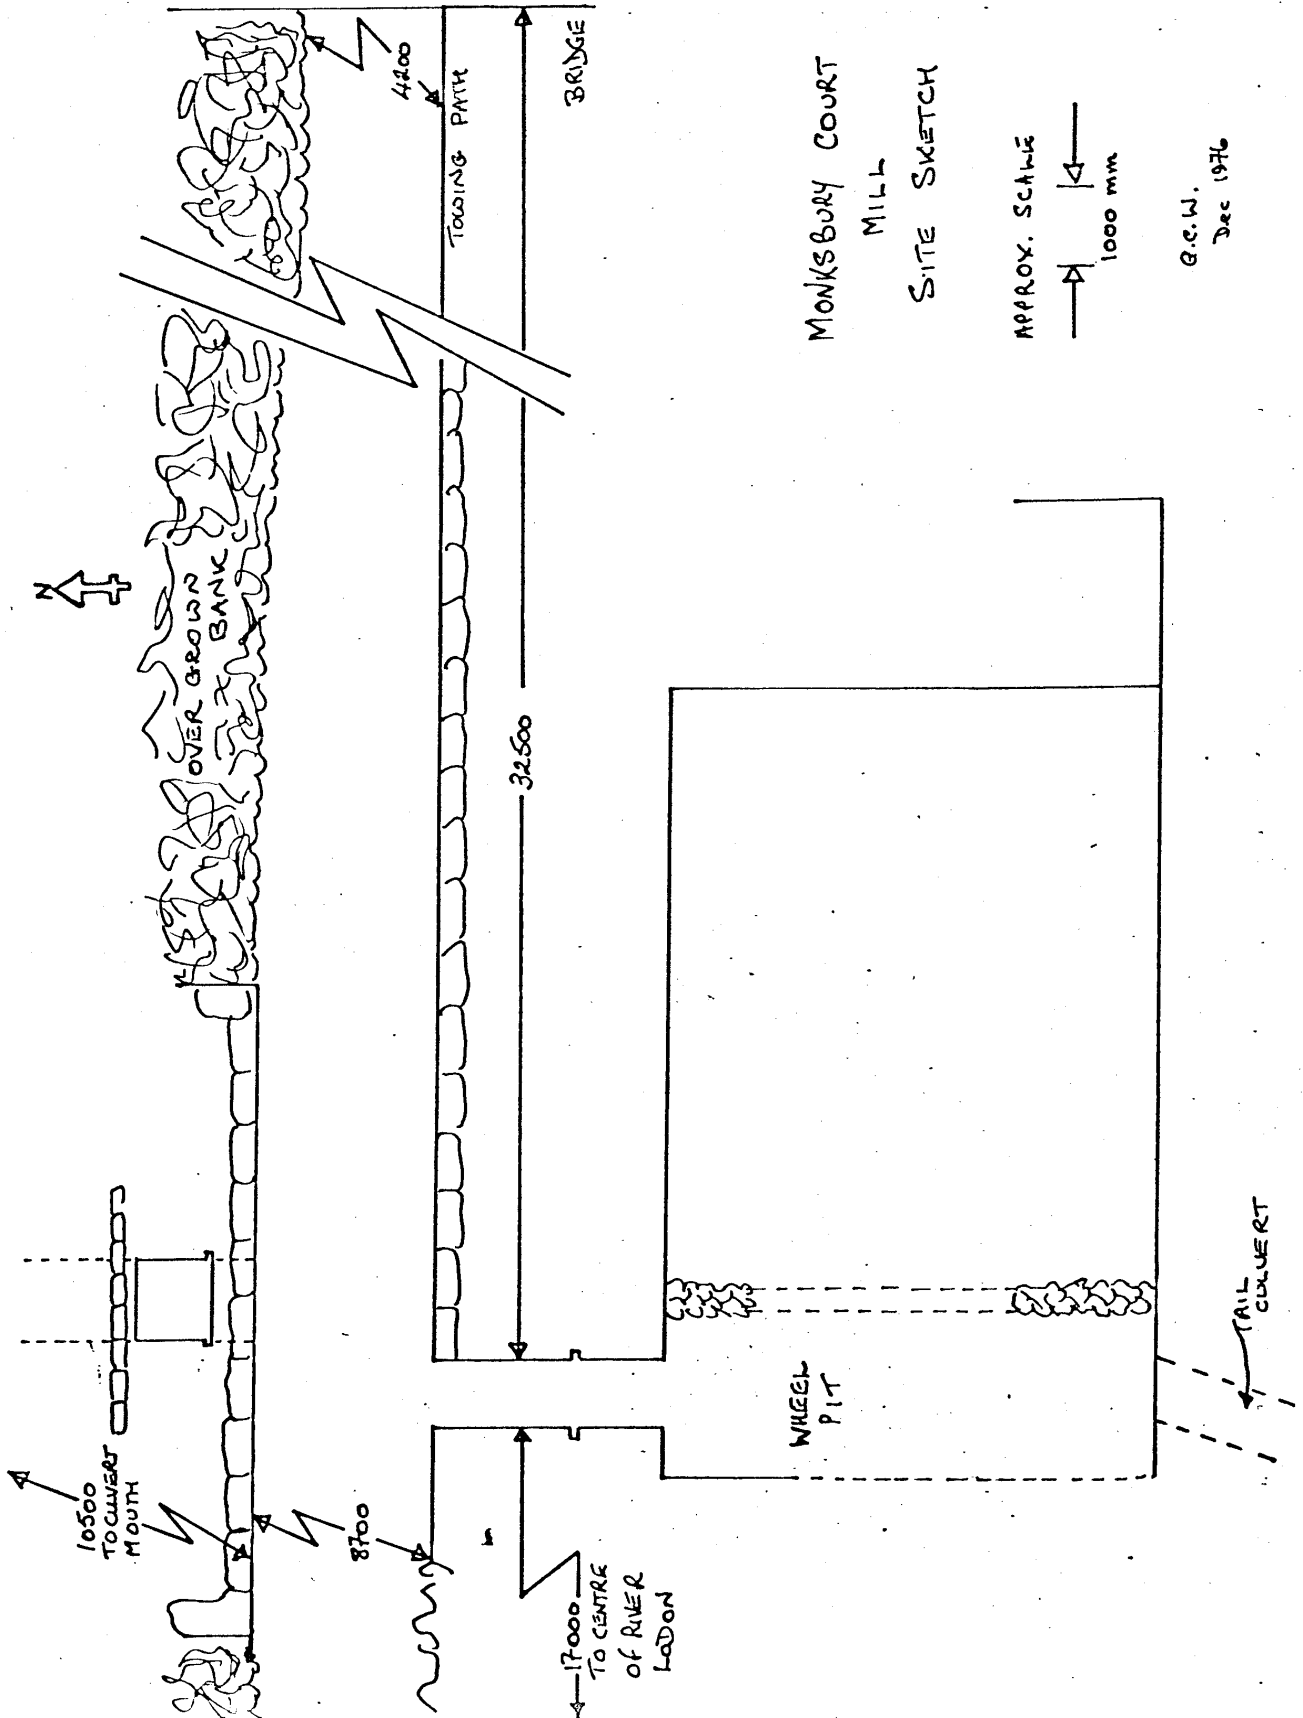 N
OVER GROWN
BANK
4200
TOWING PATH
BRIDGE
32500
10500
TO CULVERT
MOUTH
8700
17000
TO CENTRE
OF RIVER
LODON
WHEEL
PIT
TAIL
CULVERT
MONKSBURY COURT
MILL
SITE SKETCH
APPROX. SCALE
1000 mm
Dec 1976